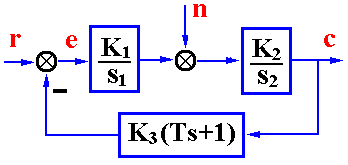 n
r
e
K₁
s₁
K₂
s₂
c
−
K₃(Ts+1)